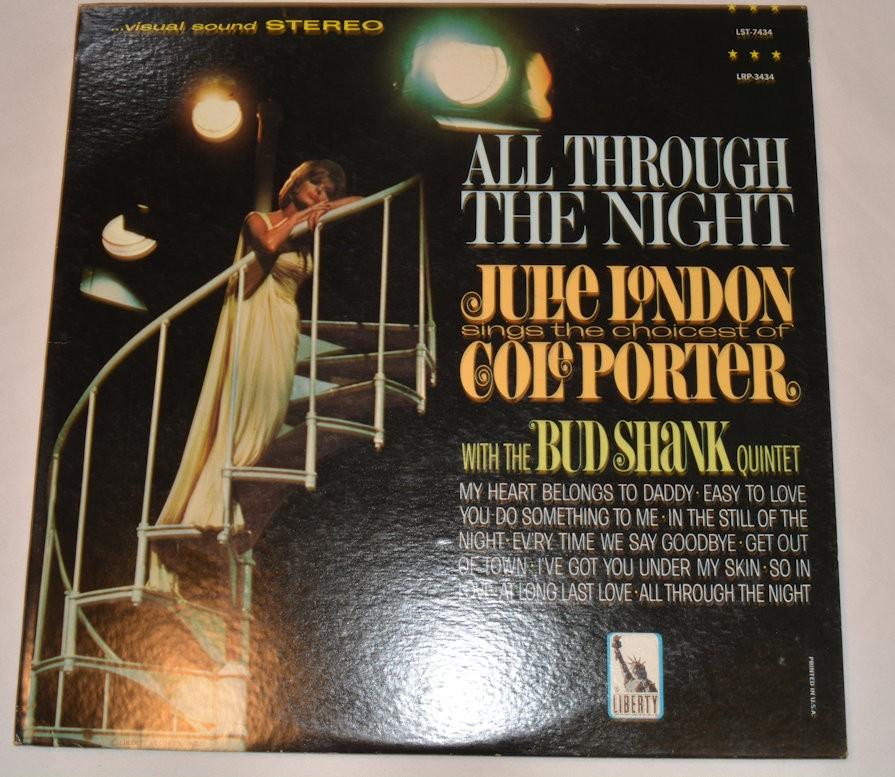 ...visual sound STEREO
LST-7434
LRP-3434
ALL THROUGH
THE NIGHT
JULIE LONDON
sings the choicest of
COLE PORTER
WITH THE BUD SHANK QUINTET
MY HEART BELONGS TO DADDY · EASY TO LOVE
YOU DO SOMETHING TO ME · IN THE STILL OF THE
NIGHT · EV'RY TIME WE SAY GOODBYE · GET OUT
OF TOWN · I'VE GOT YOU UNDER MY SKIN · SO IN
LOVE · AT LONG LAST LOVE · ALL THROUGH THE NIGHT
LIBERTY
PRINTED IN U.S.A.